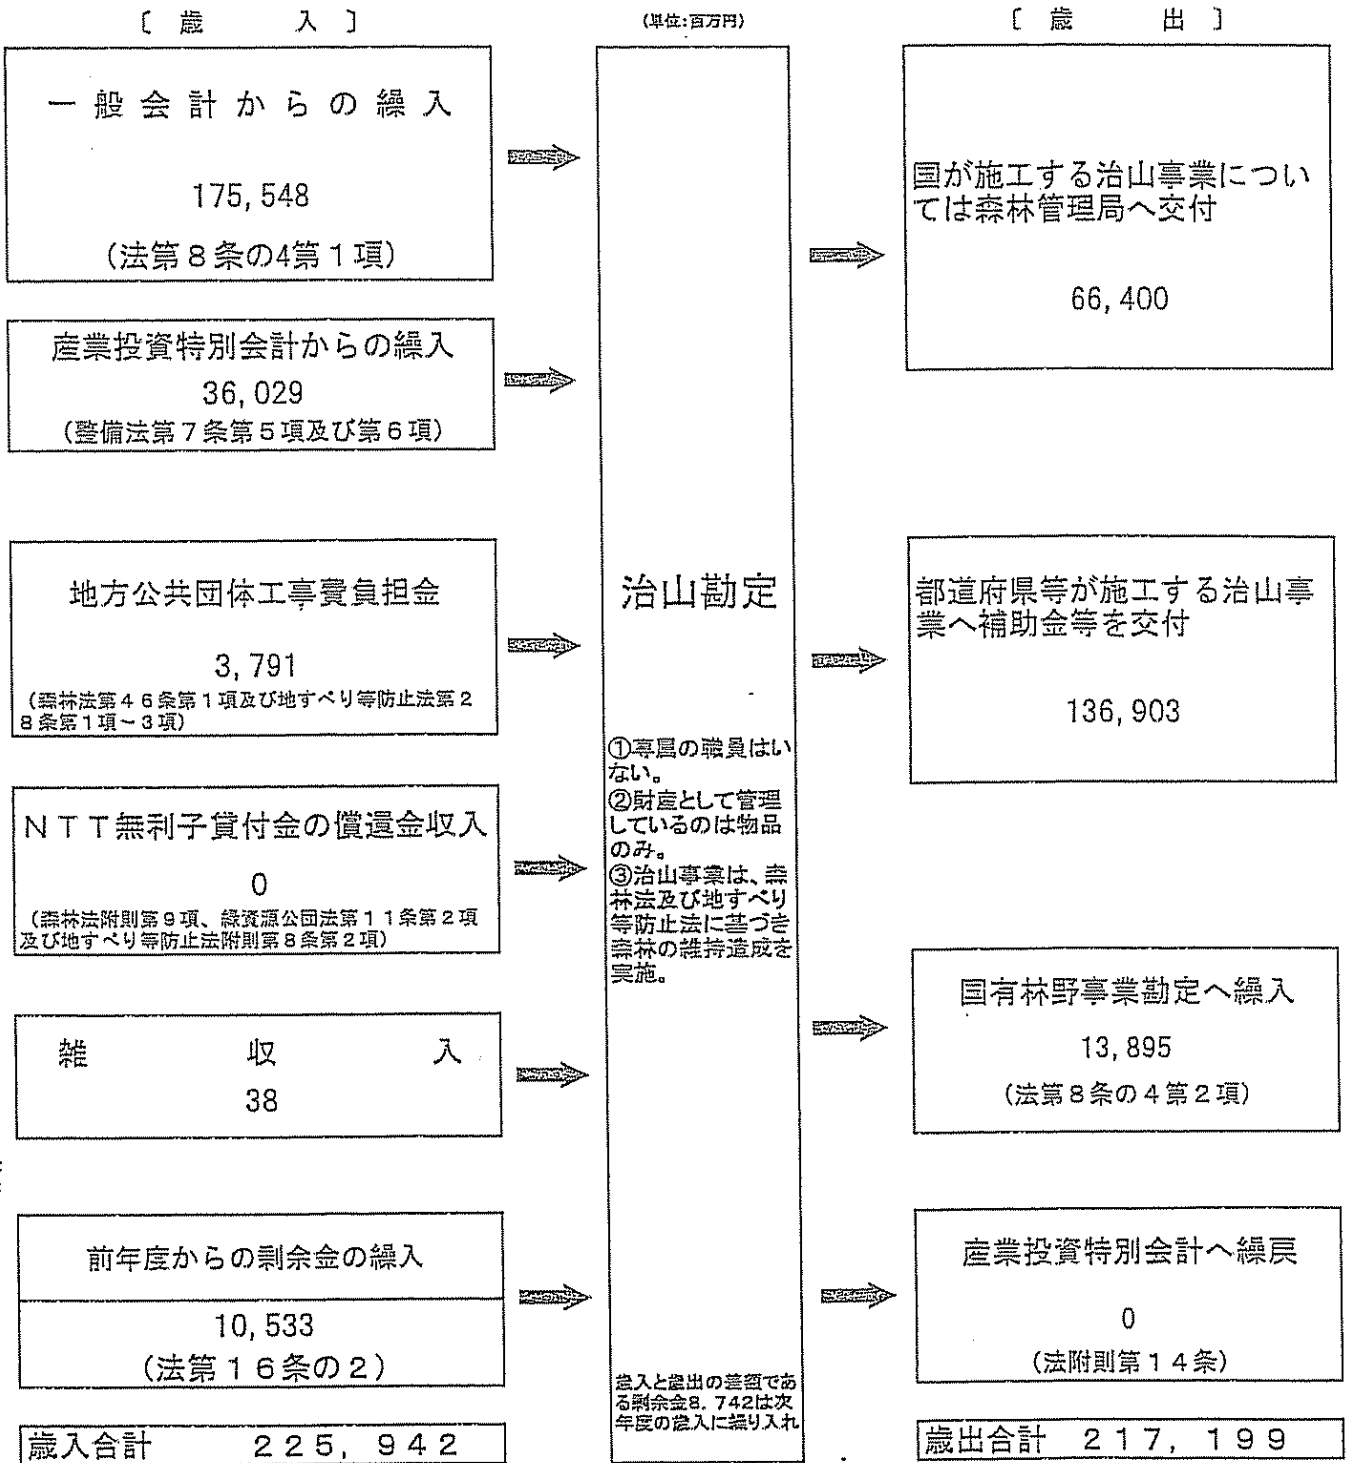 〔 歳 入 〕
(単位:百万円)
〔 歳 出 〕
一般会計からの繰入
175,548
(法第8条の4第1項)
産業投資特別会計からの繰入
36,029
(整備法第7条第5項及び第6項)
地方公共団体工事費負担金
3,791
(森林法第46条第1項及び地すべり等防止法第2
8条第1項~3項)
NTT無利子貸付金の償還金収入
0
(森林法附則第9項、緑資源公団法第11条第2項
及び地すべり等防止法附則第8条第2項)
雑 収 入
38
前年度からの剰余金の繰入
10,533
(法第16条の2)
歳入合計 225,942
治山勘定
①専属の職員はい
ない。
②財産として管理
しているのは物品
のみ。
③治山事業は、森
林法及び地すべり
等防止法に基づき
森林の維持造成を
実施。
歳入と歳出の差額であ
る剰余金8,742は次
年度の歳入に繰り入れ
国が施工する治山事業につい
ては森林管理局へ交付
66,400
都道府県等が施工する治山事
業へ補助金等を交付
136,903
国有林野事業勘定へ繰入
13,895
(法第8条の4第2項)
産業投資特別会計へ繰戻
0
(法附則第14条)
歳出合計 217,199